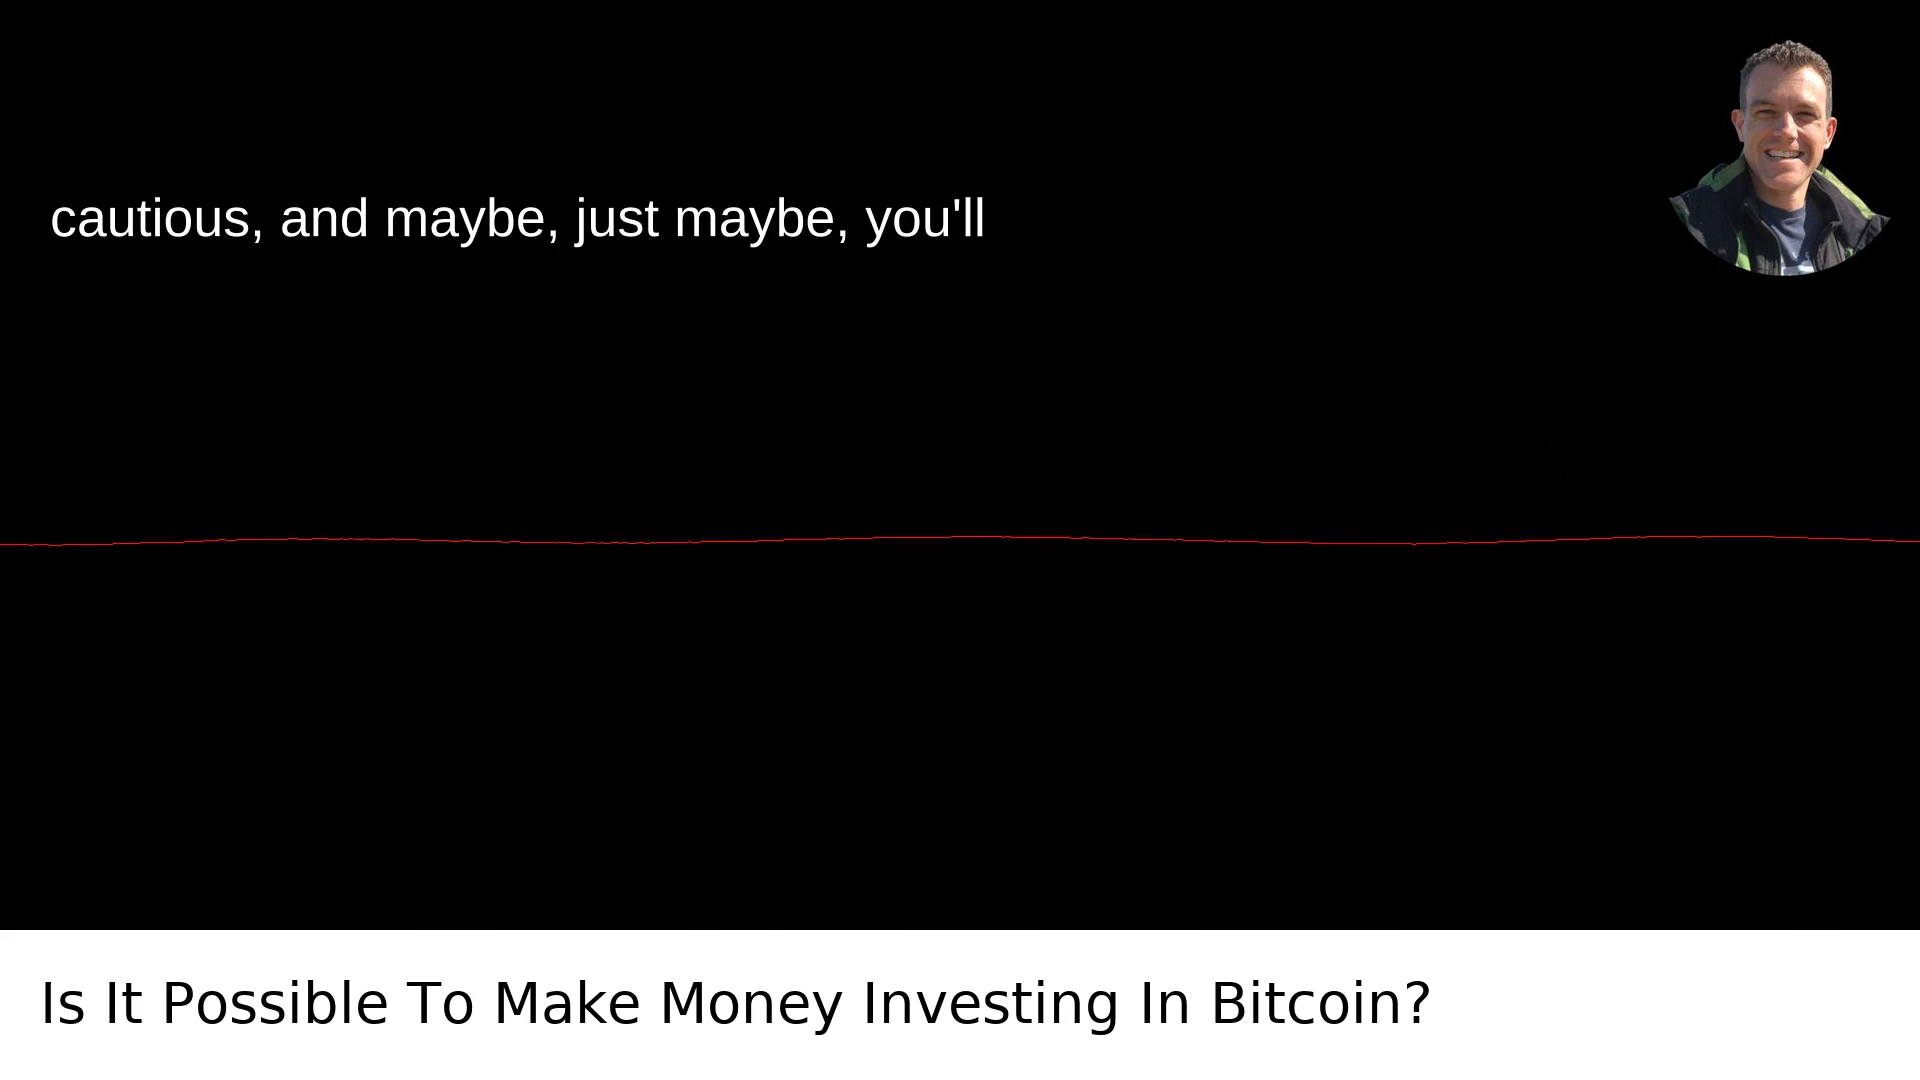 cautious, and maybe, just maybe, you'll
Is It Possible To Make Money Investing In Bitcoin?